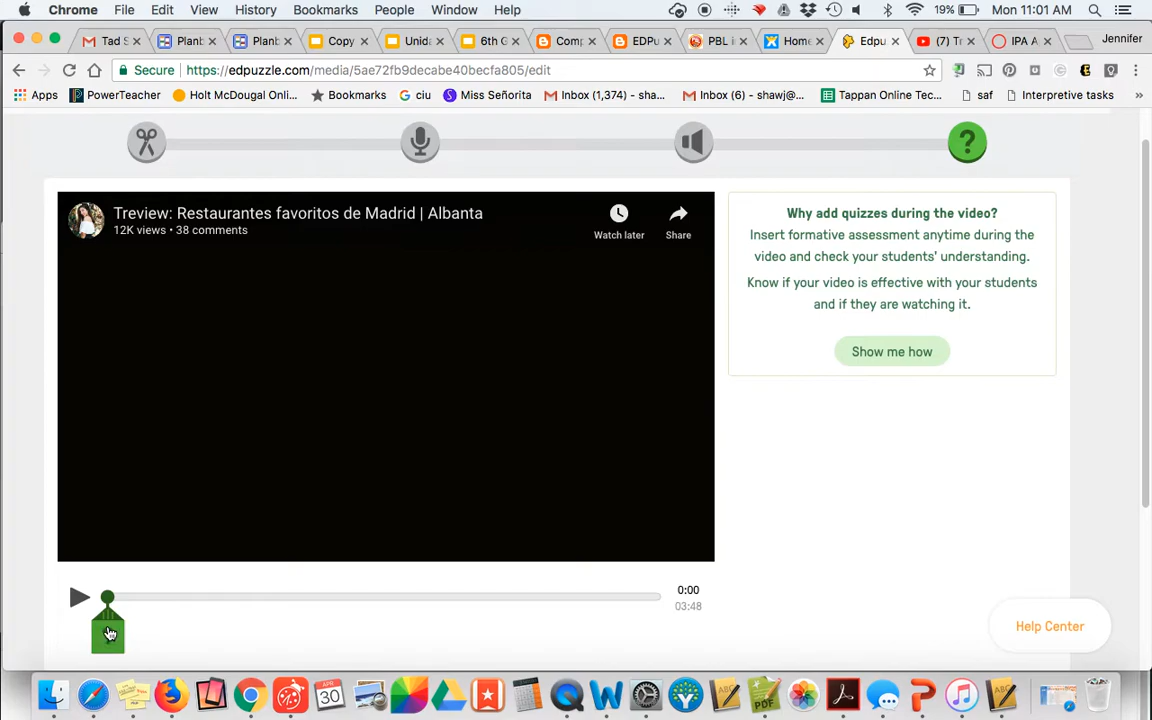 Chrome File Edit View History Bookmarks People Window Help 19% Mon 11:01 AM
Tad S Planb Planb Copy Unida 6th G Comp EDPu PBL in Home Edpu (7) Tr IPA A Jennifer
Secure https://edpuzzle.com/media/5ae72fb9decabe40becfa805/edit
Apps PowerTeacher Holt McDougal Onli... Bookmarks ciu Miss Señorita Inbox (1,374) - sha... Inbox (6) - shawj@... Tappan Online Tec... saf Interpretive tasks »
?
Treview: Restaurantes favoritos de Madrid | Albanta
12K views • 38 comments
Watch later Share
Why add quizzes during the video?
Insert formative assessment anytime during the
video and check your students' understanding.
Know if your video is effective with your students
and if they are watching it.
Show me how
0:00
03:48
Help Center